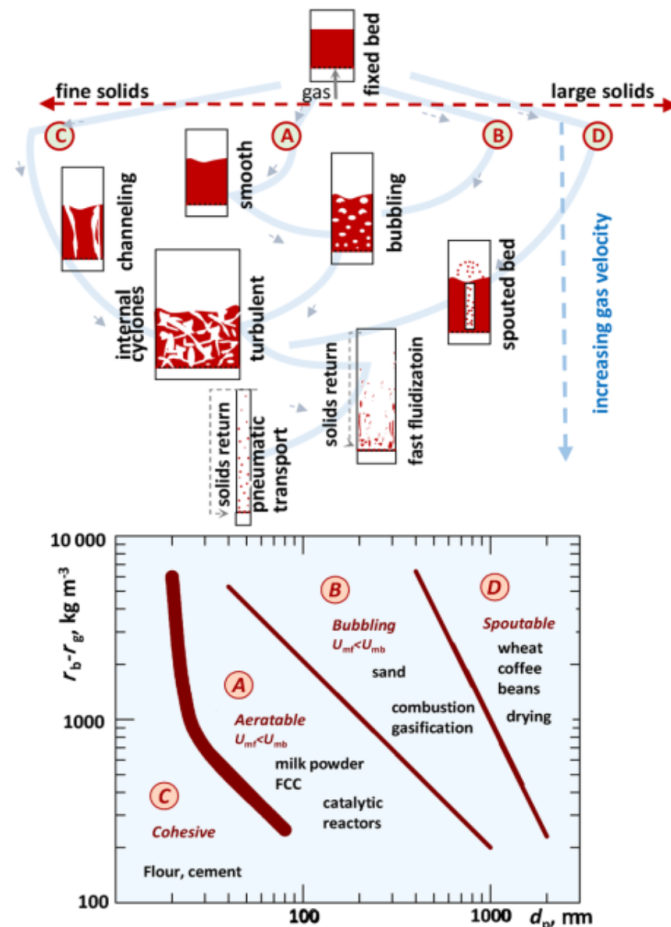 fixed bed
fine solids
gas
large solids
C
A
B
D
channeling
smooth
bubbling
spouted bed
internal
cyclones
turbulent
solids return
fast fluidizatoin
solids return
pneumatic
transport
increasing gas velocity
10 000
1000
100
r_b-r_g, kg m⁻³
B
Bubbling
U_mf<U_mb
sand
combustion
gasification
D
Spoutable
wheat
coffee
beans
drying
A
Aeratable
U_mf<U_mb
milk powder
FCC
catalytic
reactors
C
Cohesive
Flour, cement
100
1000
d_p, mm